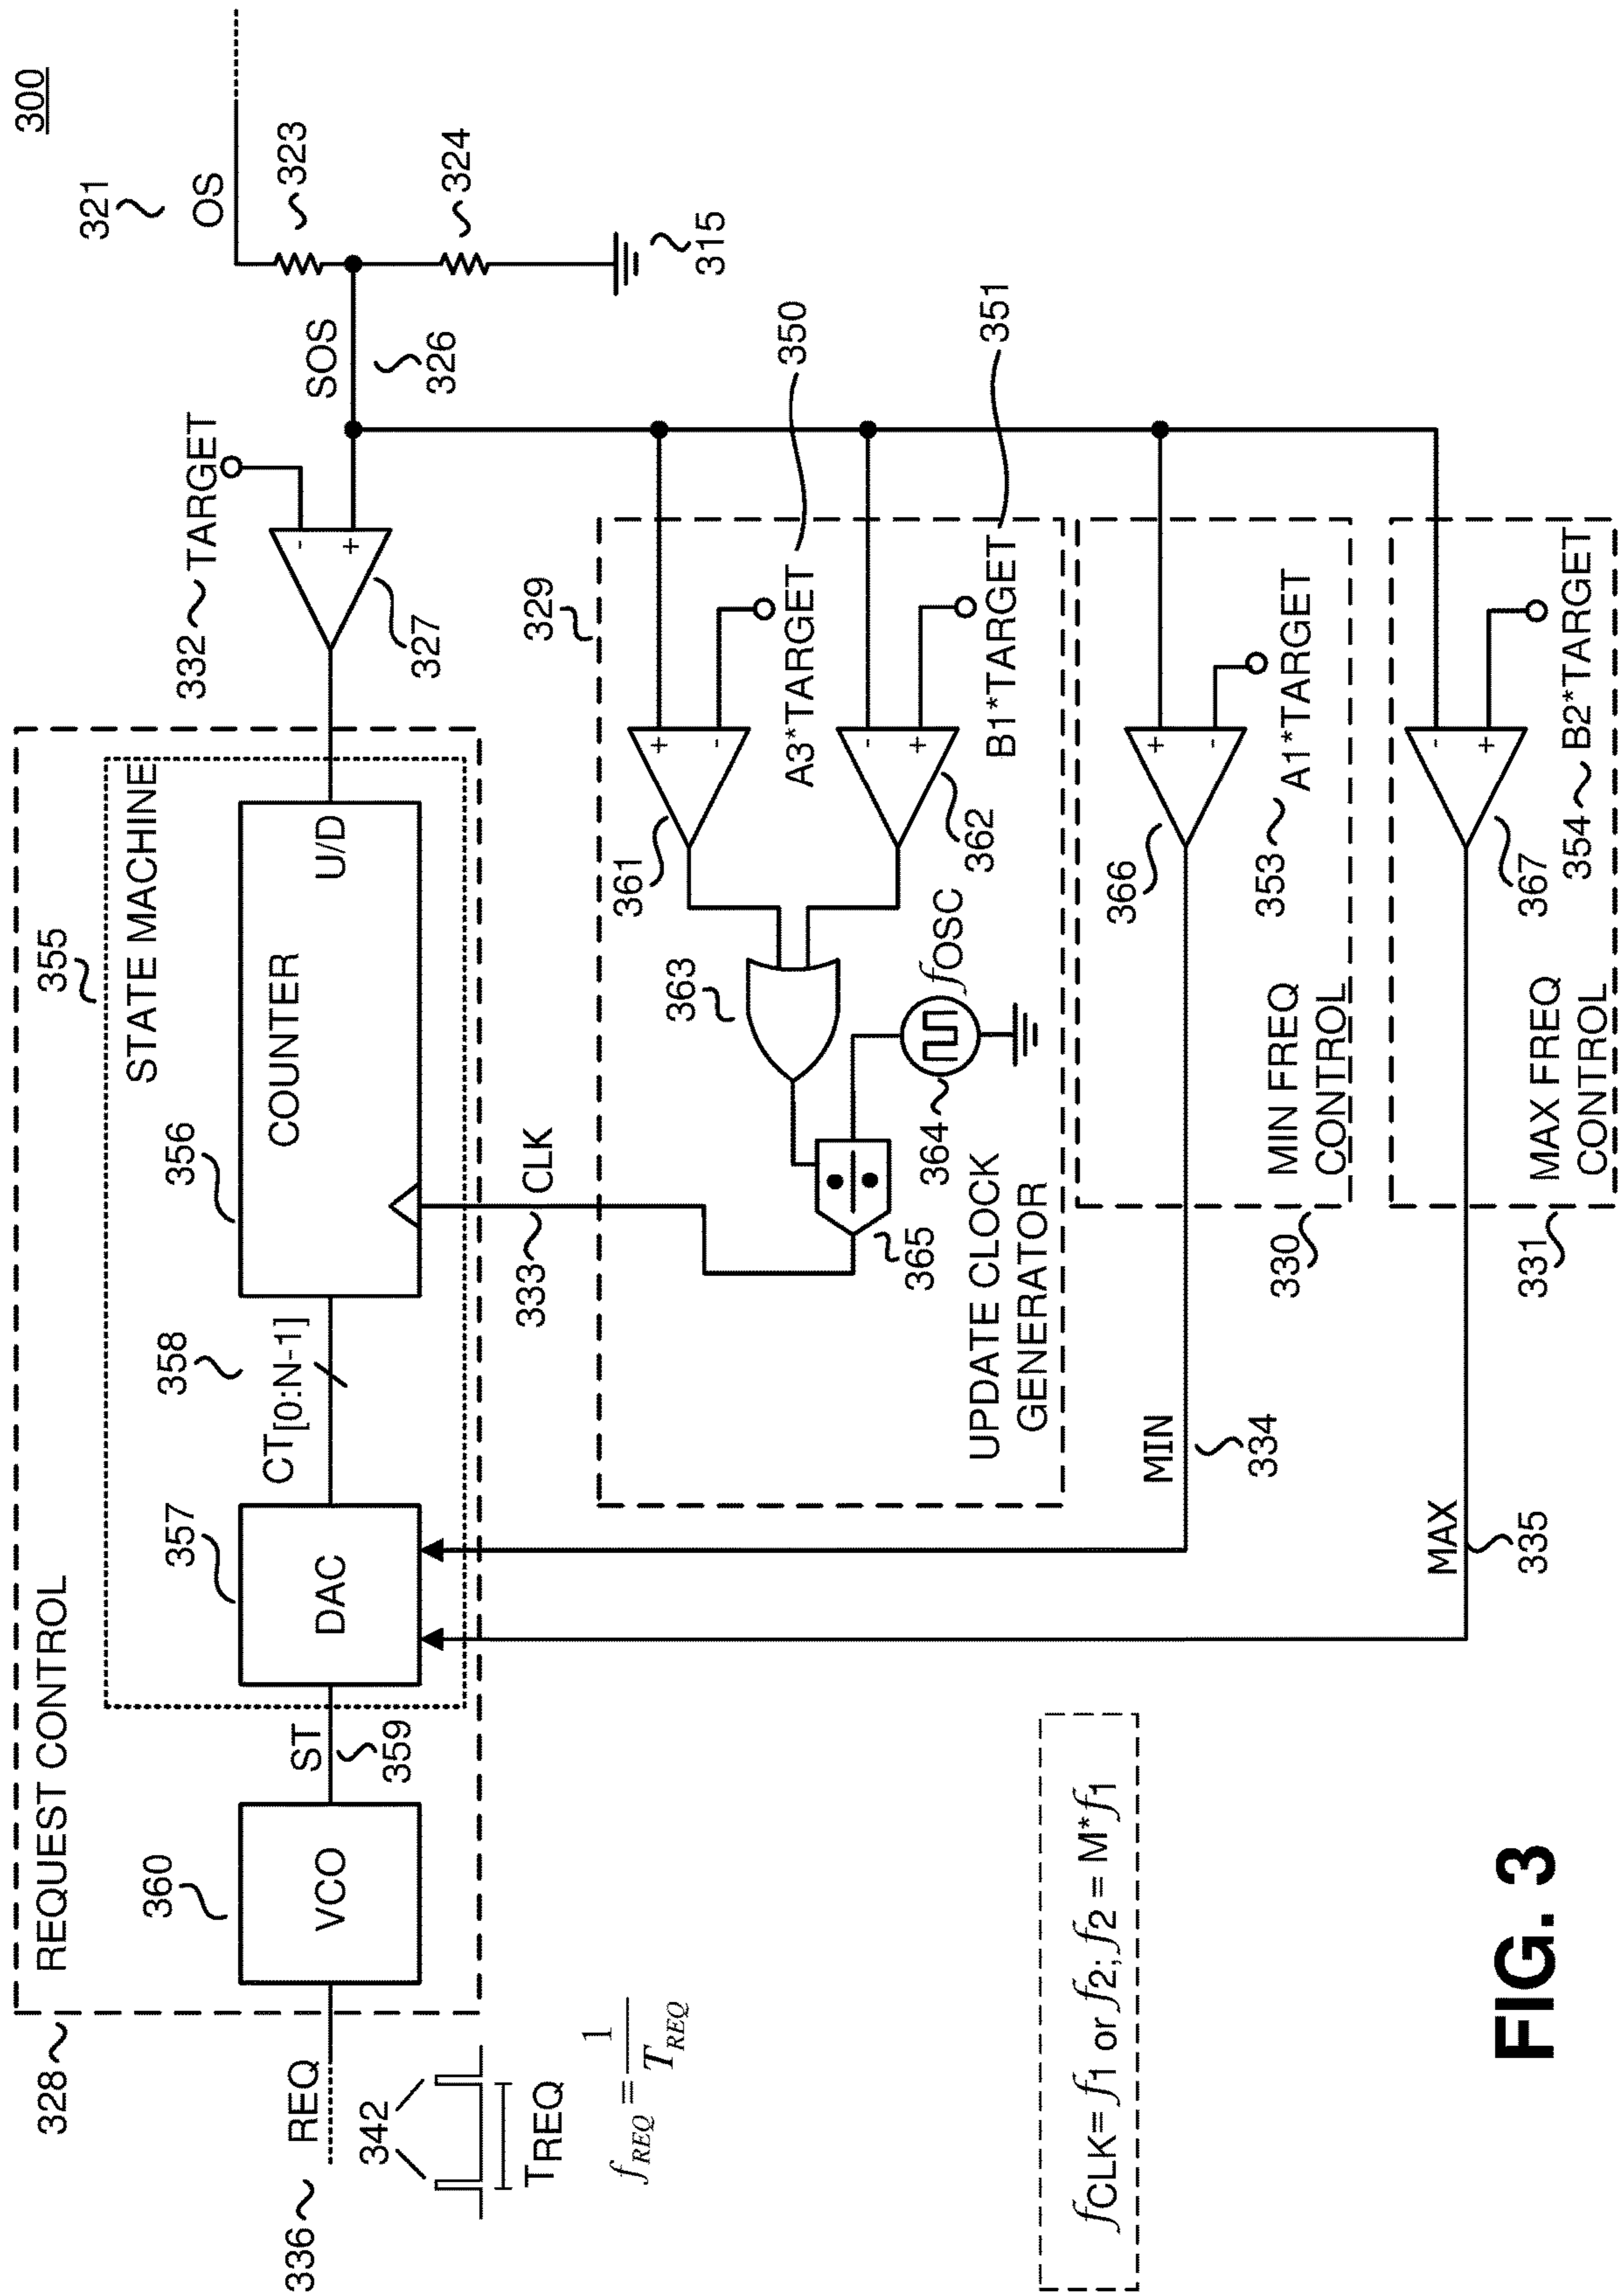 300
321
OS
323
324
315
SOS
326
332
TARGET
-
+
327
328
REQUEST CONTROL
355
STATE MACHINE
356
COUNTER
U/D
358
CT[0:N-1]
357
DAC
ST
359
360
VCO
336
REQ
342
TREQ
fREQ = 1
TREQ
333
CLK
329
361
+
-
A3*TARGET
350
362
-
+
B1*TARGET
351
363
364
fOSC
365
UPDATE CLOCK
GENERATOR
366
+
-
353
A1*TARGET
MIN FREQ
CONTROL
330
MIN
334
367
-
+
354
B2*TARGET
MAX FREQ
CONTROL
331
MAX
335
fCLK= f1 or f2; f2 = M*f1
FIG. 3